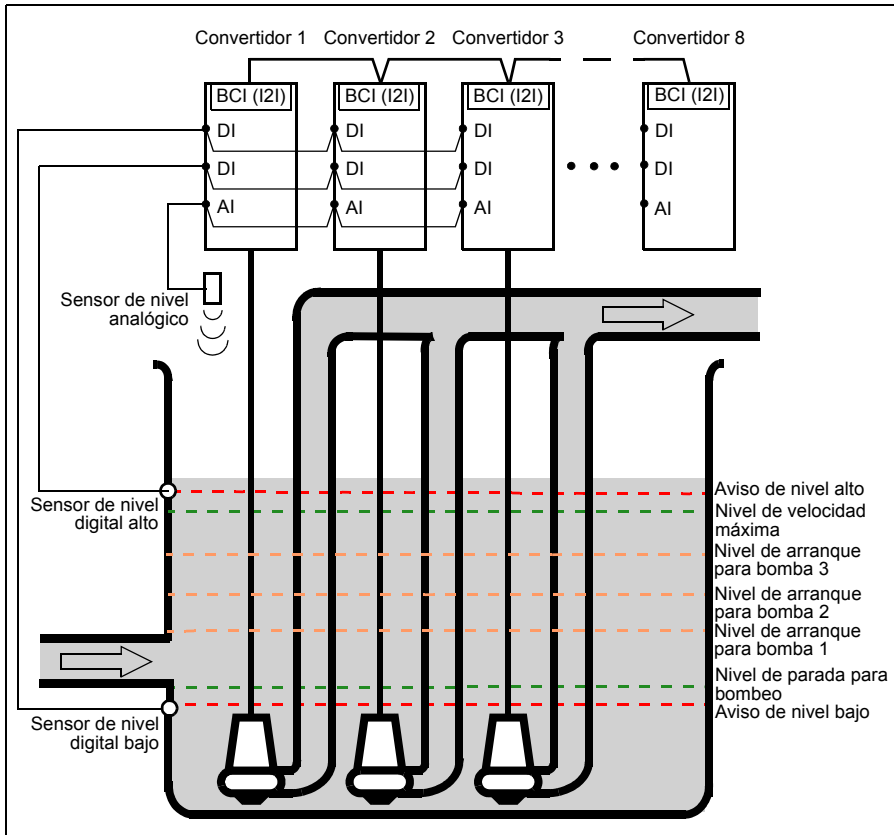 Convertidor 1 Convertidor 2 Convertidor 3 Convertidor 8
BCI (I2I) BCI (I2I) BCI (I2I) BCI (I2I)
DI DI DI DI
DI DI DI DI
AI AI AI AI
Sensor de nivel
analógico
Sensor de nivel
digital alto
Sensor de nivel
digital bajo
Aviso de nivel alto
Nivel de velocidad
máxima
Nivel de arranque
para bomba 3
Nivel de arranque
para bomba 2
Nivel de arranque
para bomba 1
Nivel de parada para
bombeo
Aviso de nivel bajo